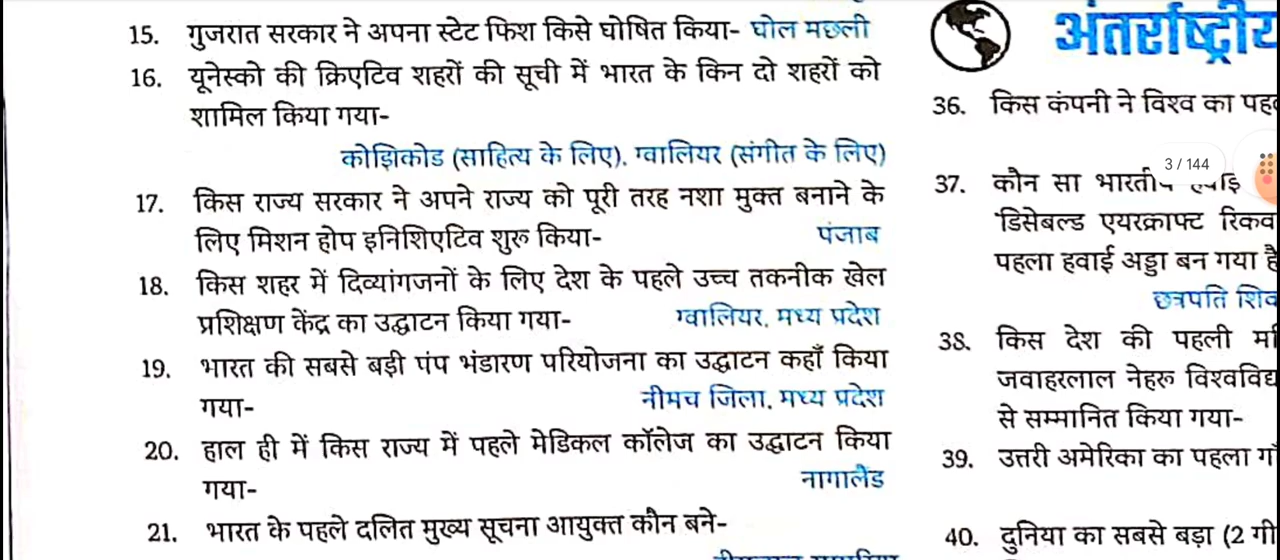 15. गुजरात सरकार ने अपना स्टेट फिश किसे घोषित किया- घोल मछली
16. यूनेस्को की क्रिएटिव शहरों की सूची में भारत के किन दो शहरों को
शामिल किया गया-
कोझिकोड (साहित्य के लिए), ग्वालियर (संगीत के लिए)
17. किस राज्य सरकार ने अपने राज्य को पूरी तरह नशा मुक्त बनाने के
लिए मिशन होप इनिशिएटिव शुरू किया- पंजाब
18. किस शहर में दिव्यांगजनों के लिए देश के पहले उच्च तकनीक खेल
प्रशिक्षण केंद्र का उद्घाटन किया गया- ग्वालियर, मध्य प्रदेश
19. भारत की सबसे बड़ी पंप भंडारण परियोजना का उद्घाटन कहाँ किया
गया- नीमच जिला, मध्य प्रदेश
20. हाल ही में किस राज्य में पहले मेडिकल कॉलेज का उद्घाटन किया
गया- नागालैंड
21. भारत के पहले दलित मुख्य सूचना आयुक्त कौन बने-
अंतर्राष्ट्रीय
36. किस कंपनी ने विश्व का
3 / 144
37. कौन सा
डिसेबल्ड एयरक्राफ्ट
पहला हवाई अड्डा बन गया है
छत्रपति
38. किस देश की पहली
जवाहरलाल नेहरू
से सम्मानित किया गया-
39. उत्तरी अमेरिका का पहला
40. दुनिया का सबसे बड़ा (2